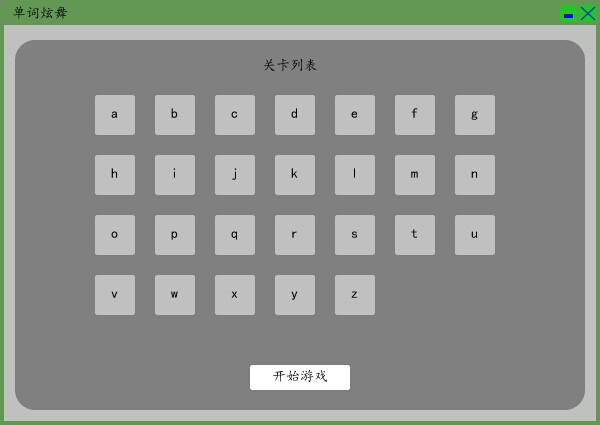 单词炫舞
关卡列表
a b c d e f g
h i j k l m n
o p q r s t u
v w x y z
开始游戏